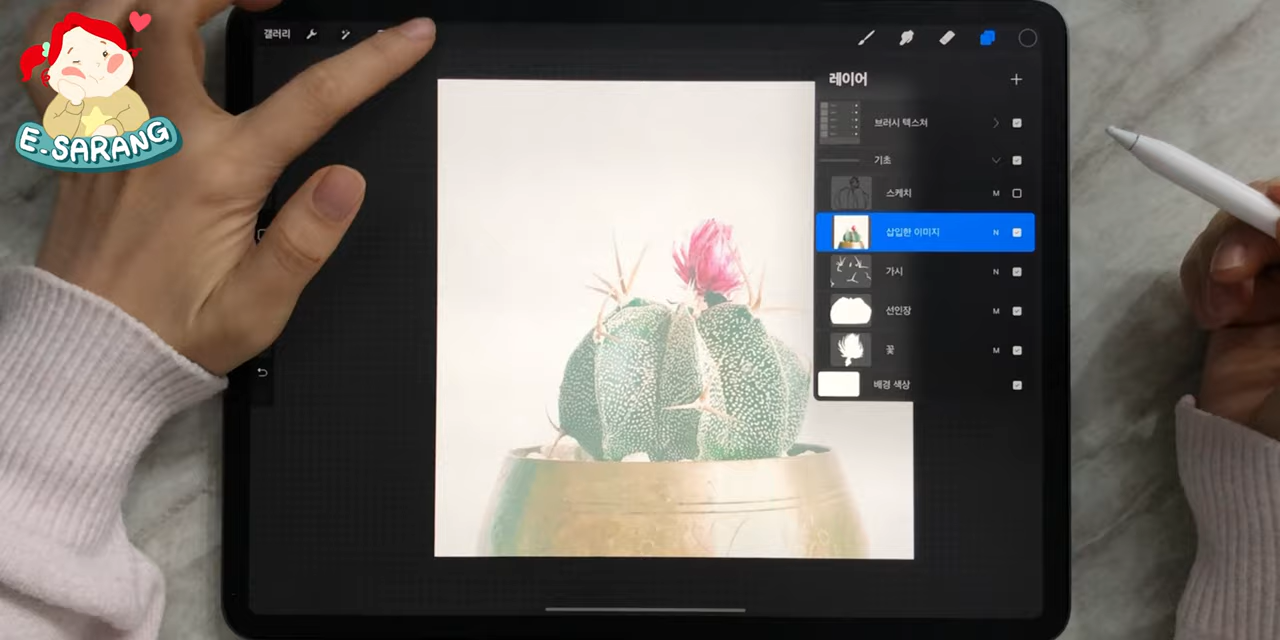 E-SARANG
갤러리
레이어
브러시 텍스쳐
기초
스케치 M
삽입한 이미지 N
가시 N
선인장 M
꽃 M
배경 색상